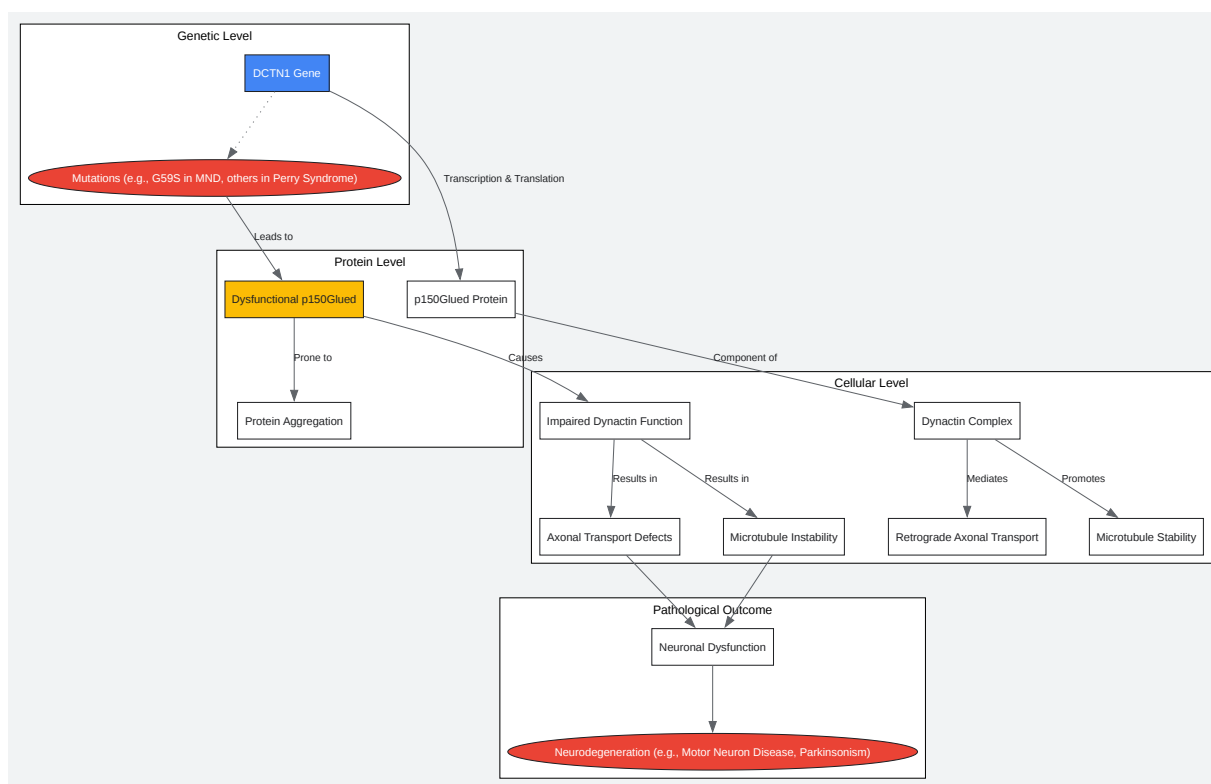 Genetic Level
DCTN1 Gene
Mutations (e.g., G59S in MND, others in Perry Syndrome)
Transcription & Translation
Leads to
Protein Level
Dysfunctional p150Glued
p150Glued Protein
Prone to
Causes
Component of
Cellular Level
Protein Aggregation
Impaired Dynactin Function
Dynactin Complex
Results in
Results in
Mediates
Promotes
Axonal Transport Defects
Microtubule Instability
Retrograde Axonal Transport
Microtubule Stability
Pathological Outcome
Neuronal Dysfunction
Neurodegeneration (e.g., Motor Neuron Disease, Parkinsonism)